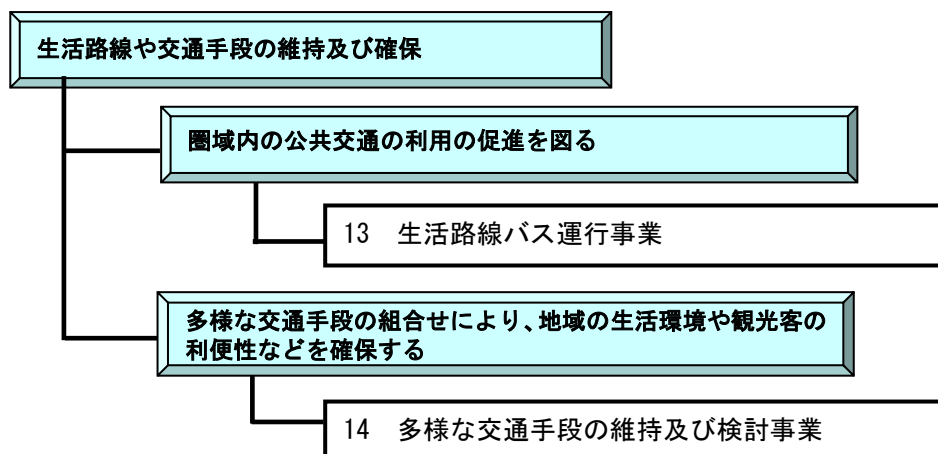 生活路線や交通手段の維持及び確保
圏域内の公共交通の利用の促進を図る
13　生活路線バス運行事業
多様な交通手段の組合せにより、地域の生活環境や観光客の
利便性などを確保する
14　多様な交通手段の維持及び検討事業